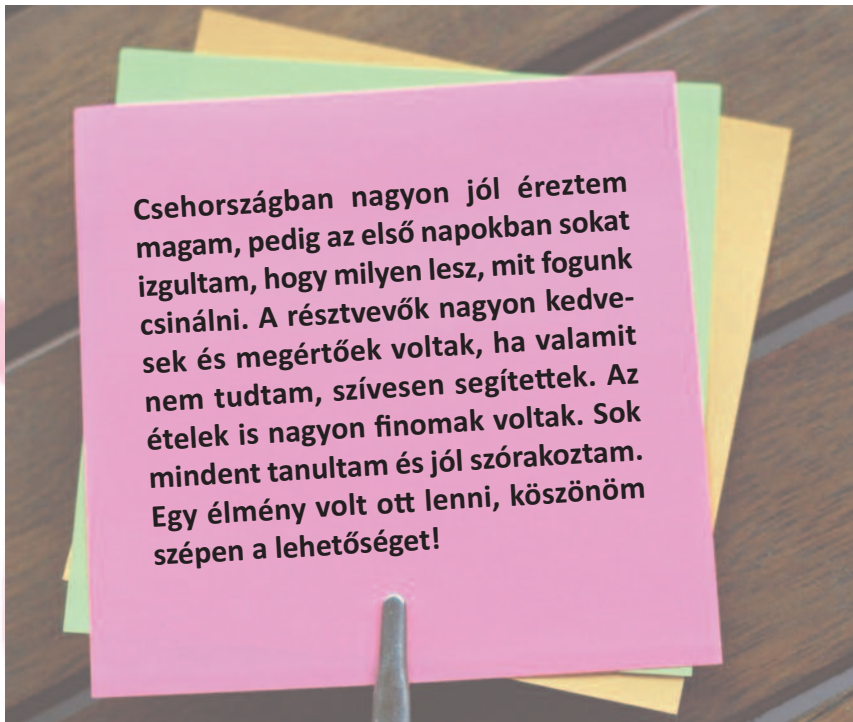 Csehországban nagyon jól éreztem
magam, pedig az első napokban sokat
izgultam, hogy milyen lesz, mit fogunk
csinálni. A résztvevők nagyon kedve-
sek és megértőek voltak, ha valamit
nem tudtam, szívesen segítettek. Az
ételek is nagyon finomak voltak. Sok
mindent tanultam és jól szórakoztam.
Egy élmény volt ott lenni, köszönöm
szépen a lehetőséget!